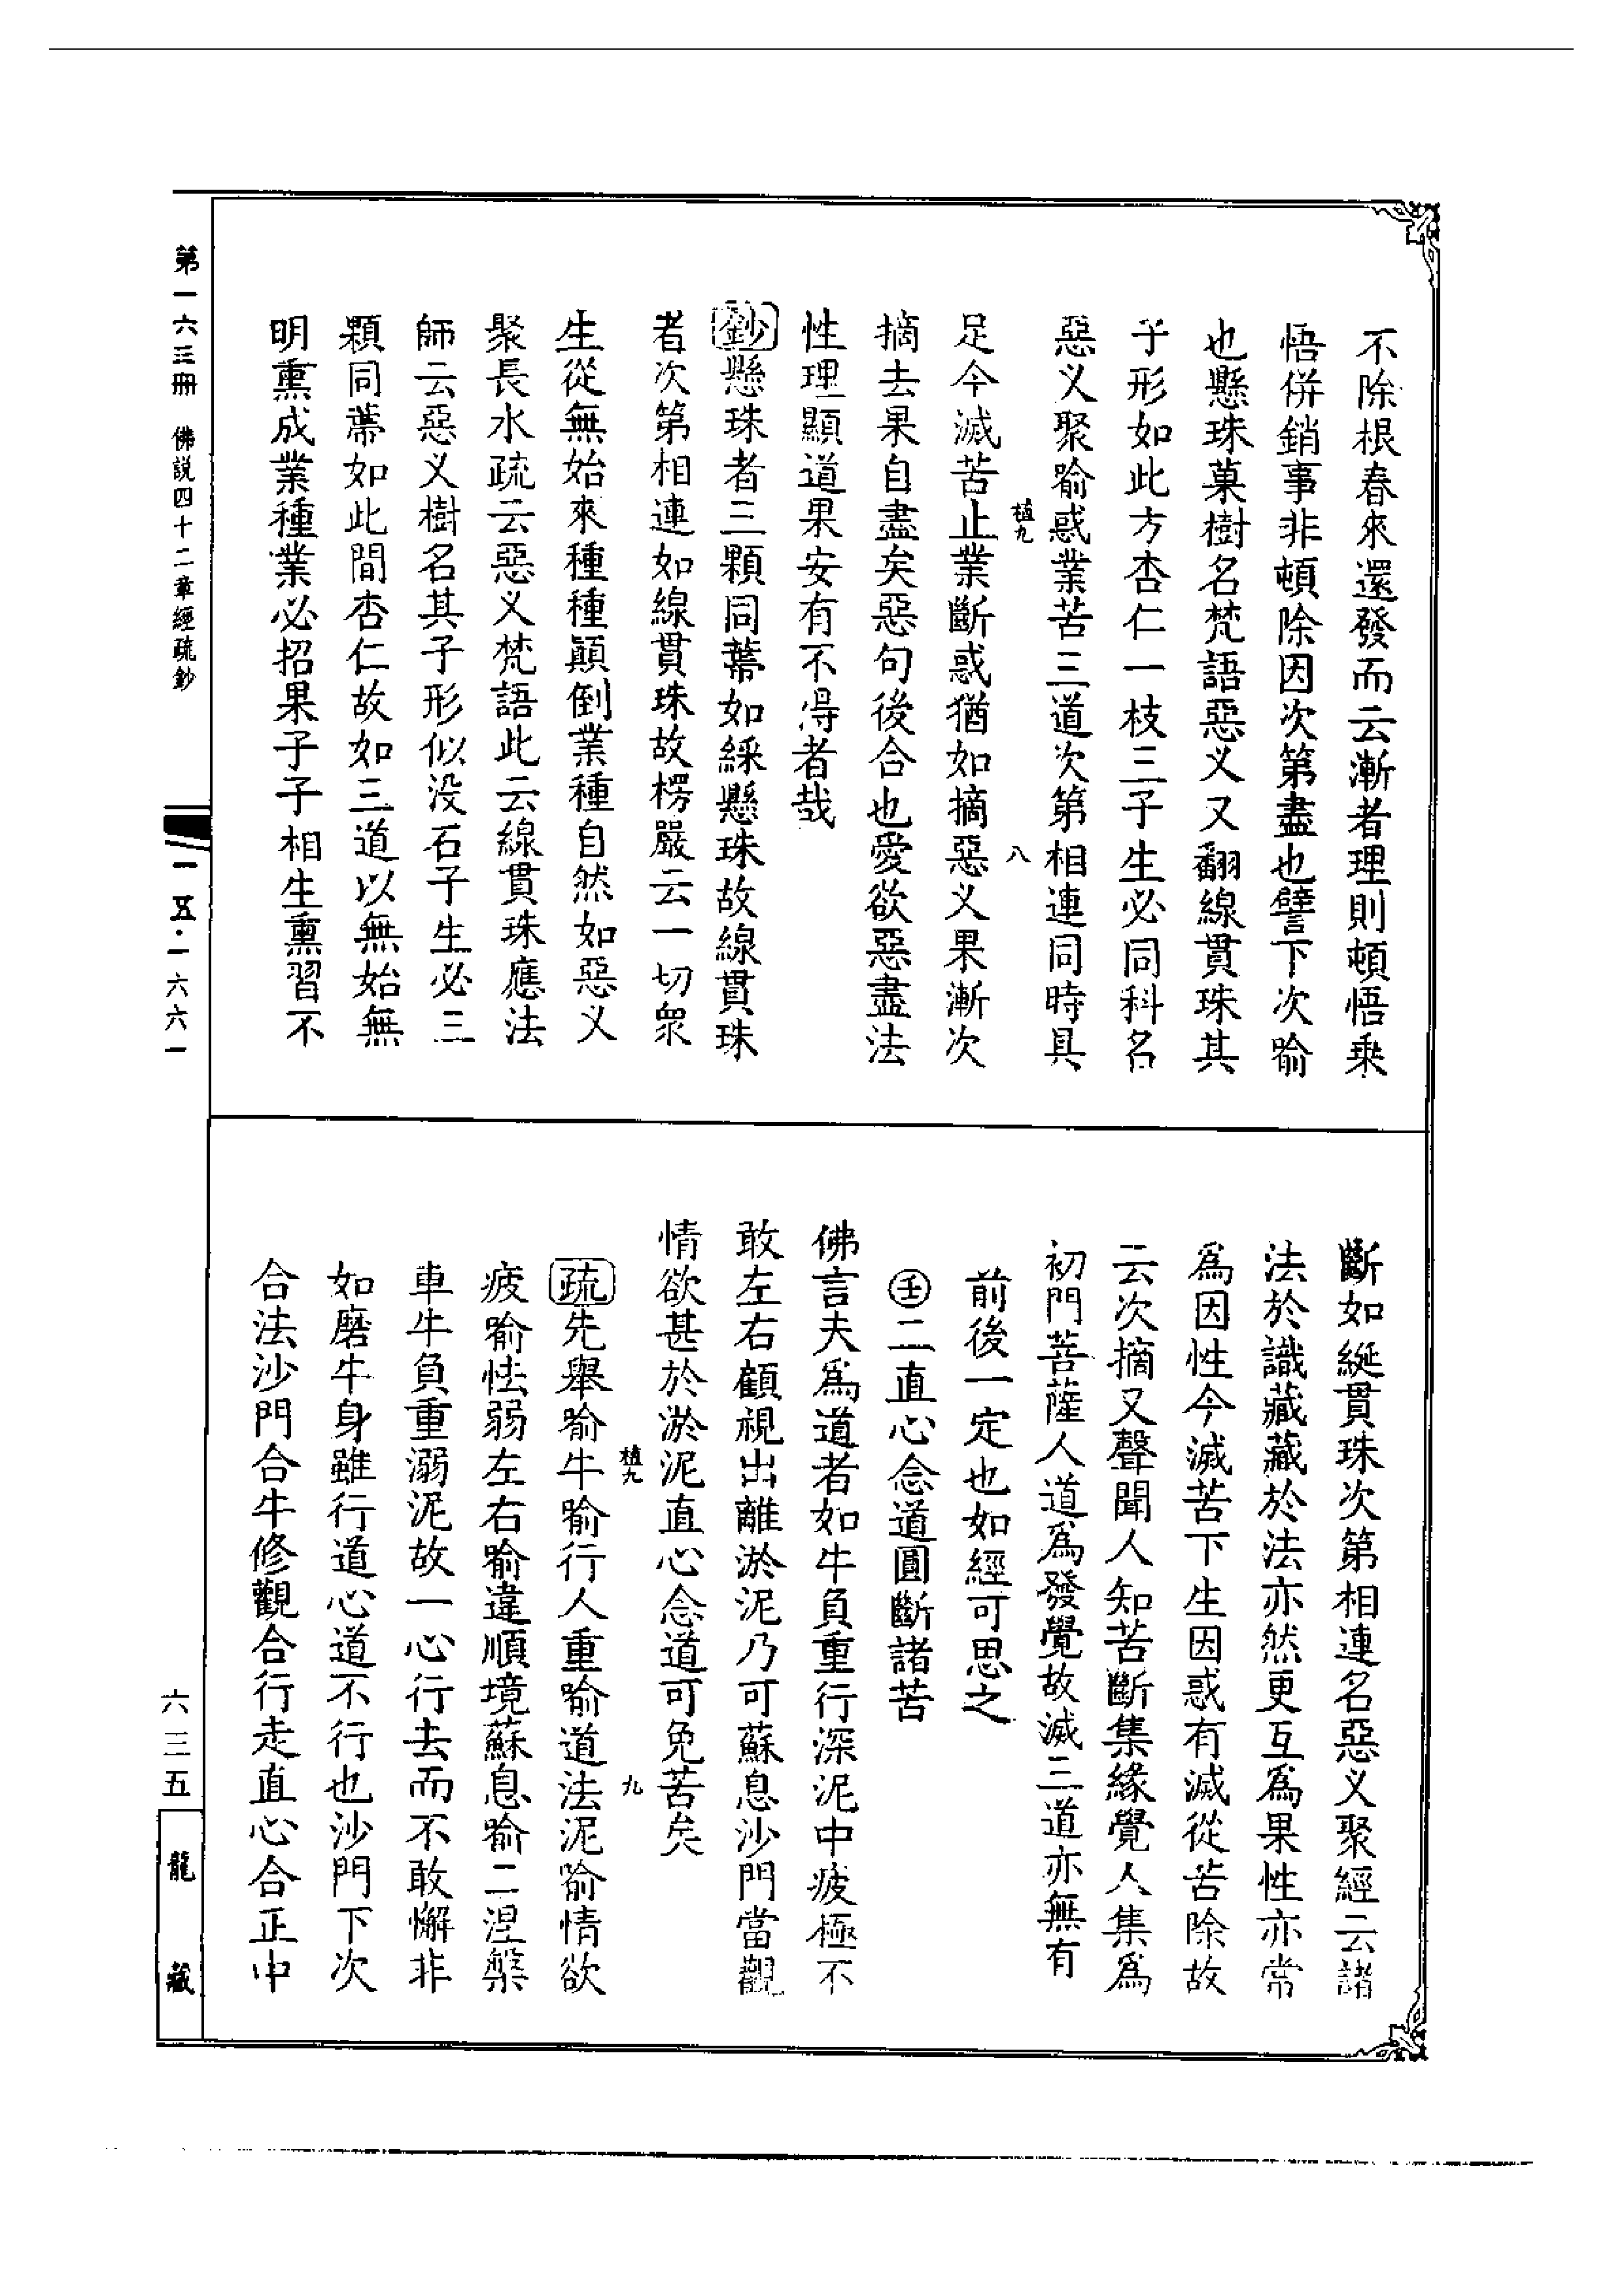 不除根春來還發而云漸者理則頓悟乘
悟併銷事非頓除因次第盡也譬下次喻
也懸珠菓樹名梵語惡义又翻線貫珠其
子形如此方杏仁一枝三子生必同科名
惡义聚喻惑業苦三道次第相連同時具
植九
八
足今滅苦止業斷惑猶如摘惡义果漸次
摘去果自盡矣惡句後合也愛欲惡盡法
性理顯道果安有不得者哉
鈔懸珠者三顆同蔕如綵懸珠故線貫珠
者次第相連如線貫珠故楞嚴云一切衆
生從無始來種種顛倒業種自然如惡义
聚長水疏云惡义梵語此云線貫珠應法
師云惡义樹名其子形似没石子生必三
顆同蔕如此間杏仁故如三道以無始無
明熏成業種業必招果子子相生熏習不
斷如綖貫珠次第相連名惡义聚經云諸
法於識藏藏於法亦然更互爲果性亦常
爲因性今滅苦下生因惑有滅從苦除故
云次摘又聲聞人知苦斷集緣覺人集爲
初門菩薩人道爲發覺故滅三道亦無有
前後一定也如經可思之
壬二直心念道圓斷諸苦
佛言夫爲道者如牛負重行深泥中疲極不
敢左右顧視出離淤泥乃可蘇息沙門當觀
情欲甚於淤泥直心念道可免苦矣
植九
九
疏先舉喻牛喻行人重喻道法泥喻情欲
疲喻怯弱左右喻違順境蘇息喻二涅槃
車牛負重溺泥故一心行去而不敢懈非
如磨牛身雖行道心道不行也沙門下次
合法沙門合牛修觀合行走直心合正中
第一六三冊 佛説四十二章經疏鈔
一五·一六六一
六三五
龍藏